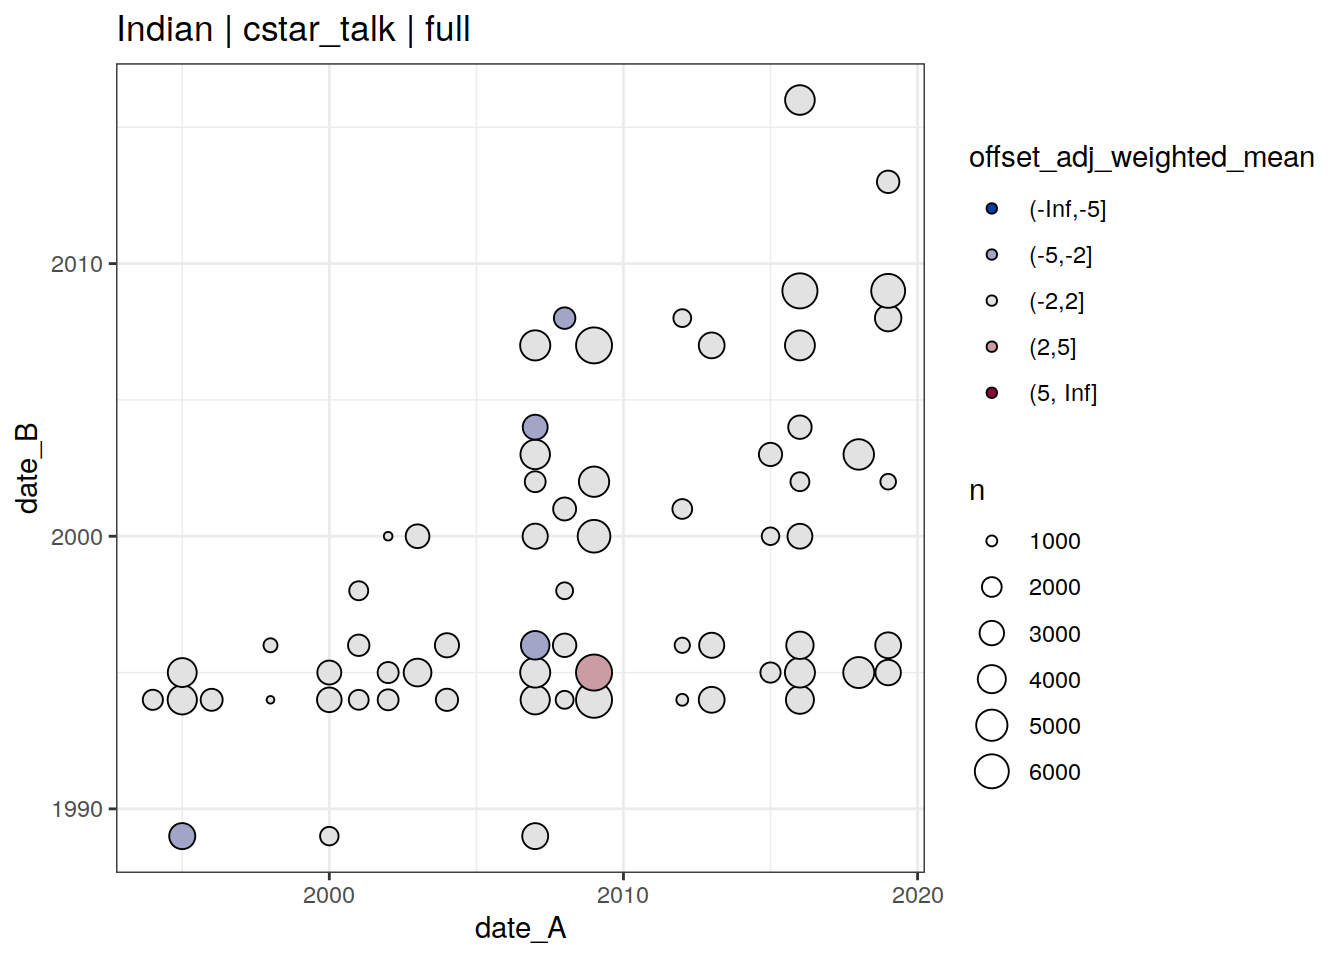 Indian | cstar_talk | full
offset_adj_weighted_mean
(-Inf,-5]
(-5,-2]
(-2,2]
(2,5]
(5, Inf]
n
1000
2000
3000
4000
5000
6000
date_B
2010
2000
1990
2000
2010
2020
date_A